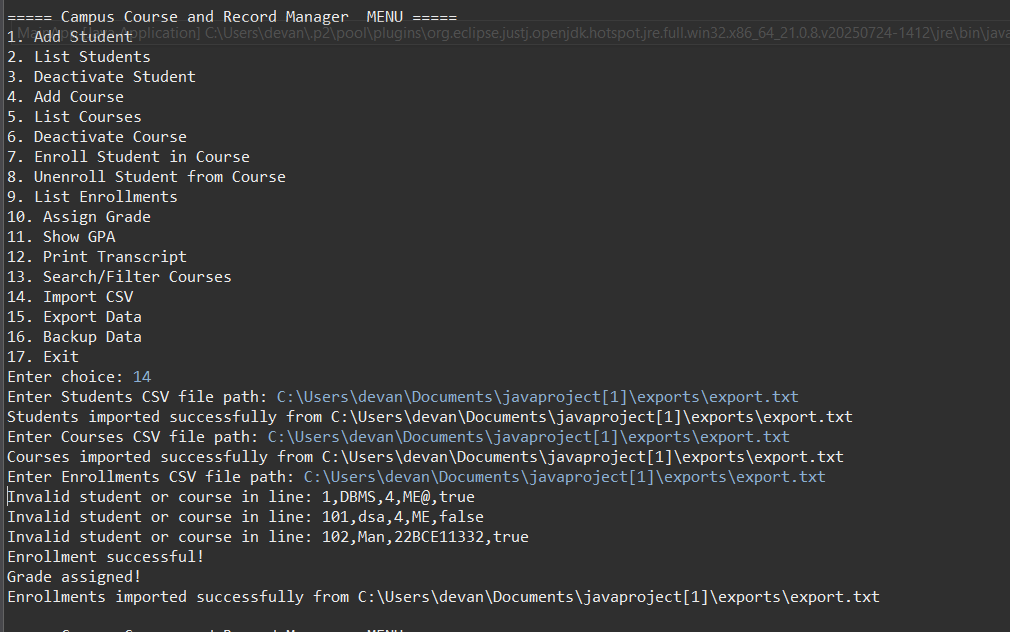 ===== Campus Course and Record Manager  MENU =====
Application] C:\Users\devan\.p2\pool\plugins\org.eclipse.justj.openjdk.hotspot.jre.full.win32.x86_64_21.0.8.v20250724-1412\jre\bin\java
1. Add Student
2. List Students
3. Deactivate Student
4. Add Course
5. List Courses
6. Deactivate Course
7. Enroll Student in Course
8. Unenroll Student from Course
9. List Enrollments
10. Assign Grade
11. Show GPA
12. Print Transcript
13. Search/Filter Courses
14. Import CSV
15. Export Data
16. Backup Data
17. Exit
Enter choice: 14
Enter Students CSV file path: C:\Users\devan\Documents\javaproject[1]\exports\export.txt
Students imported successfully from C:\Users\devan\Documents\javaproject[1]\exports\export.txt
Enter Courses CSV file path: C:\Users\devan\Documents\javaproject[1]\exports\export.txt
Courses imported successfully from C:\Users\devan\Documents\javaproject[1]\exports\export.txt
Enter Enrollments CSV file path: C:\Users\devan\Documents\javaproject[1]\exports\export.txt
Invalid student or course in line: 1,DBMS,4,ME@,true
Invalid student or course in line: 101,dsa,4,ME,false
Invalid student or course in line: 102,Man,22BCE11332,true
Enrollment successful!
Grade assigned!
Enrollments imported successfully from C:\Users\devan\Documents\javaproject[1]\exports\export.txt